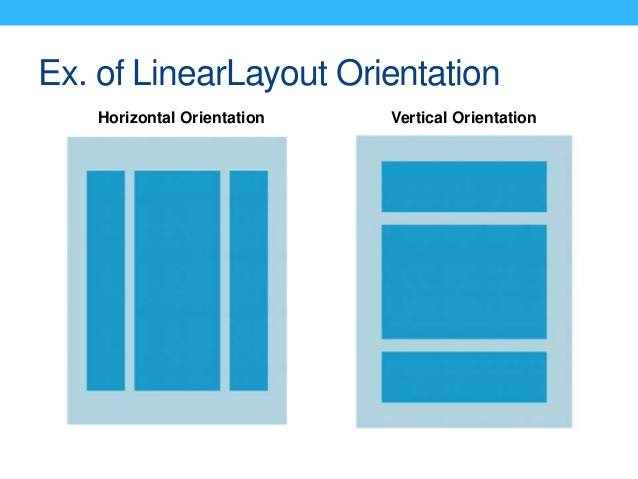 Ex. of LinearLayout Orientation
Horizontal Orientation
Vertical Orientation